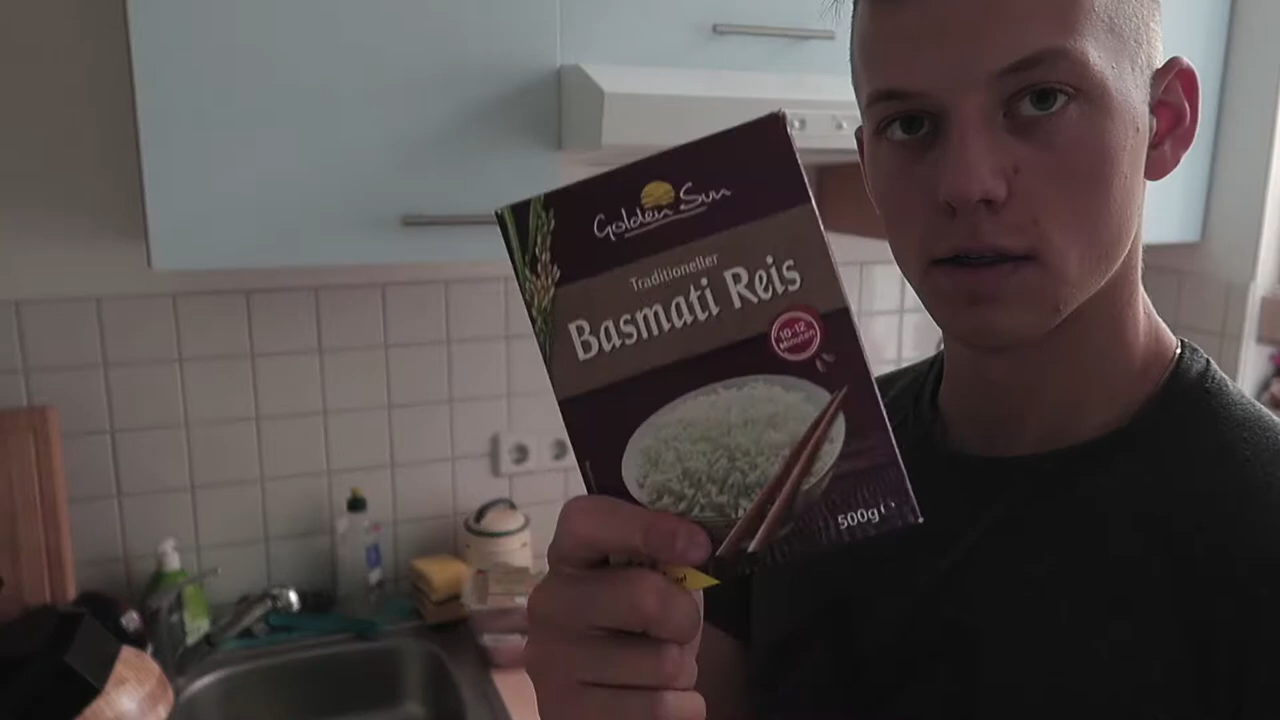 Golden Sun
Traditioneller
Basmati Reis
10-12
Minuten
500g